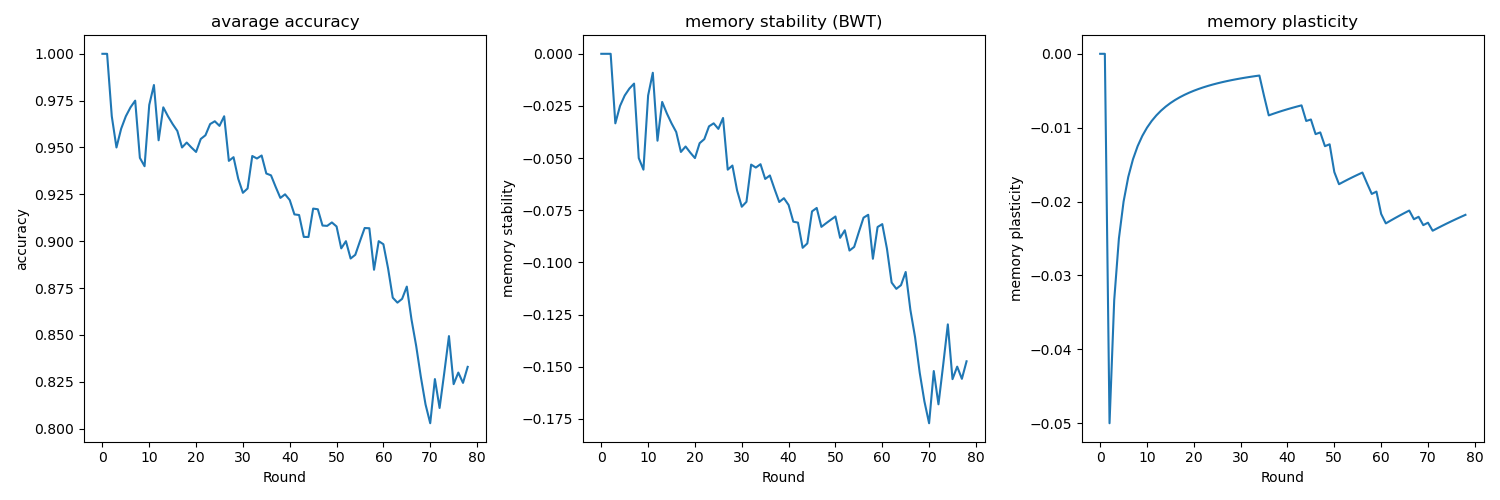 avarage accuracy
1.000
0.975
0.950
0.925
0.900
0.875
0.850
0.825
0.800
accuracy
0 10 20 30 40 50 60 70 80
Round
memory stability (BWT)
0.000
−0.025
−0.050
−0.075
−0.100
−0.125
−0.150
−0.175
memory stability
0 10 20 30 40 50 60 70 80
Round
memory plasticity
0.00
−0.01
−0.02
−0.03
−0.04
−0.05
memory plasticity
0 10 20 30 40 50 60 70 80
Round